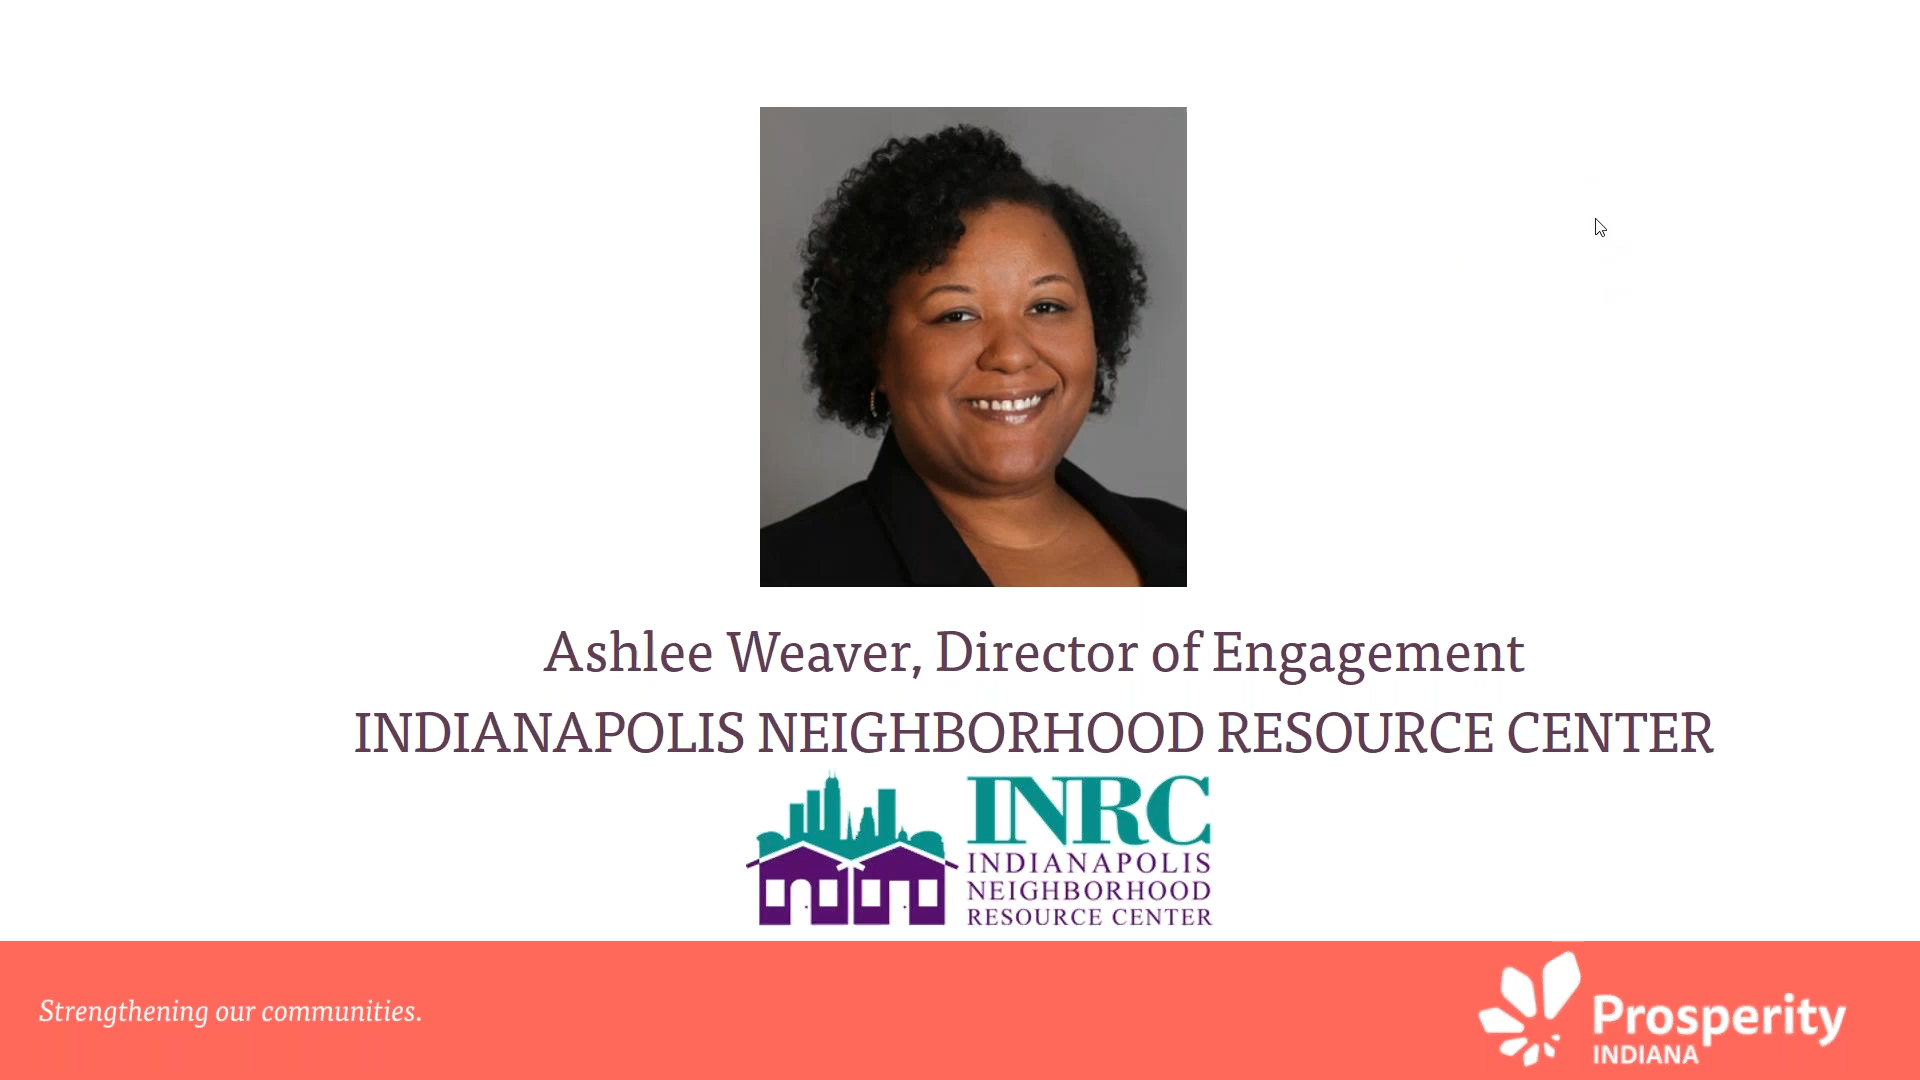 Ashlee Weaver, Director of Engagement
INDIANAPOLIS NEIGHBORHOOD RESOURCE CENTER
INRC
INDIANAPOLIS
NEIGHBORHOOD
RESOURCE CENTER
Strengthening our communities.
Prosperity
INDIANA